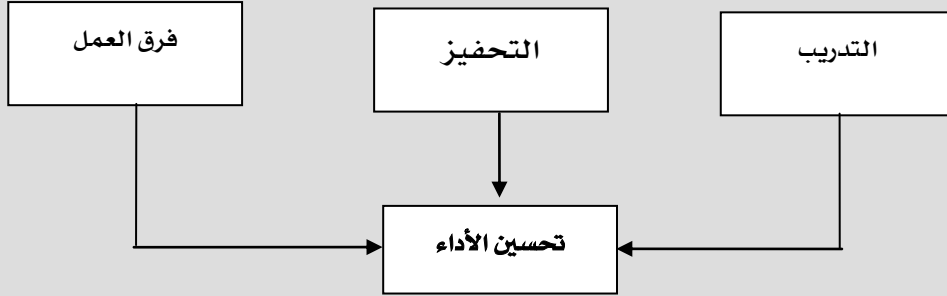 التدريب
التحفيز
فرق العمل
تحسين الأداء